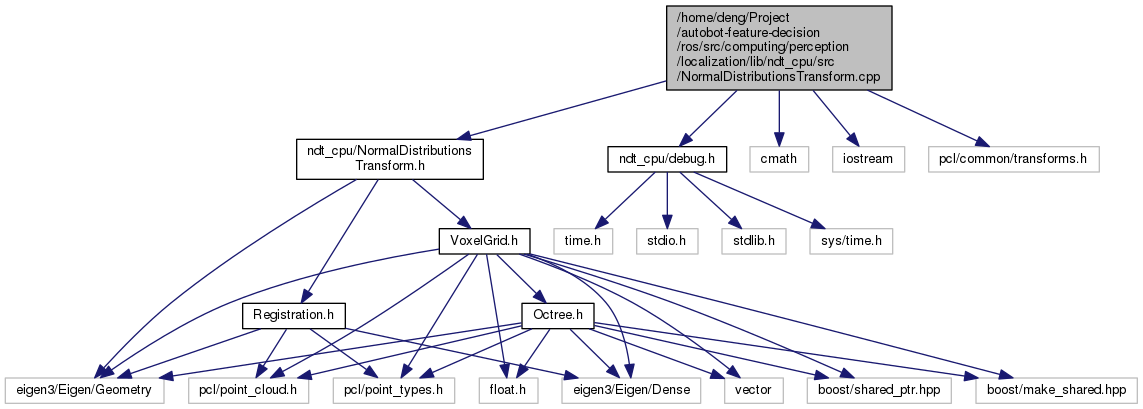 /home/deng/Project
/autobot-feature-decision
/ros/src/computing/perception
/localization/lib/ndt_cpu/src
/NormalDistributionsTransform.cpp
ndt_cpu/NormalDistributions
Transform.h
ndt_cpu/debug.h
cmath
iostream
pcl/common/transforms.h
VoxelGrid.h
time.h
stdio.h
stdlib.h
sys/time.h
Registration.h
Octree.h
eigen3/Eigen/Geometry
pcl/point_cloud.h
pcl/point_types.h
float.h
eigen3/Eigen/Dense
vector
boost/shared_ptr.hpp
boost/make_shared.hpp